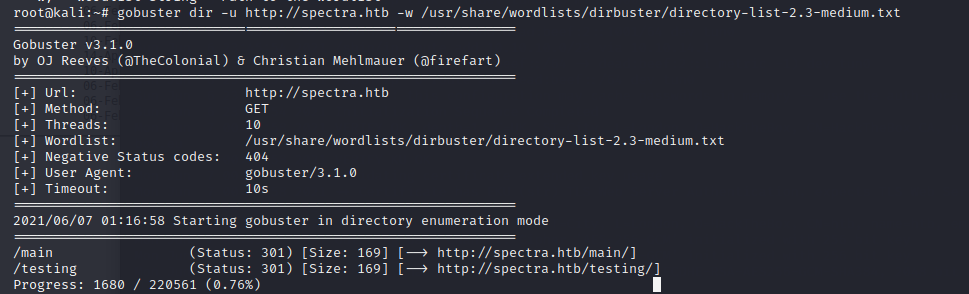 root@kali:~# gobuster dir -u http://spectra.htb -w /usr/share/wordlists/dirbuster/directory-list-2.3-medium.txt
===============================================================
Gobuster v3.1.0
by OJ Reeves (@TheColonial) & Christian Mehlmauer (@firefart)
===============================================================
[+] Url:                     http://spectra.htb
[+] Method:                  GET
[+] Threads:                 10
[+] Wordlist:                /usr/share/wordlists/dirbuster/directory-list-2.3-medium.txt
[+] Negative Status codes:   404
[+] User Agent:              gobuster/3.1.0
[+] Timeout:                 10s
===============================================================
2021/06/07 01:16:58 Starting gobuster in directory enumeration mode
===============================================================
/main                 (Status: 301) [Size: 169] [--> http://spectra.htb/main/]
/testing              (Status: 301) [Size: 169] [--> http://spectra.htb/testing/]
Progress: 1680 / 220561 (0.76%)